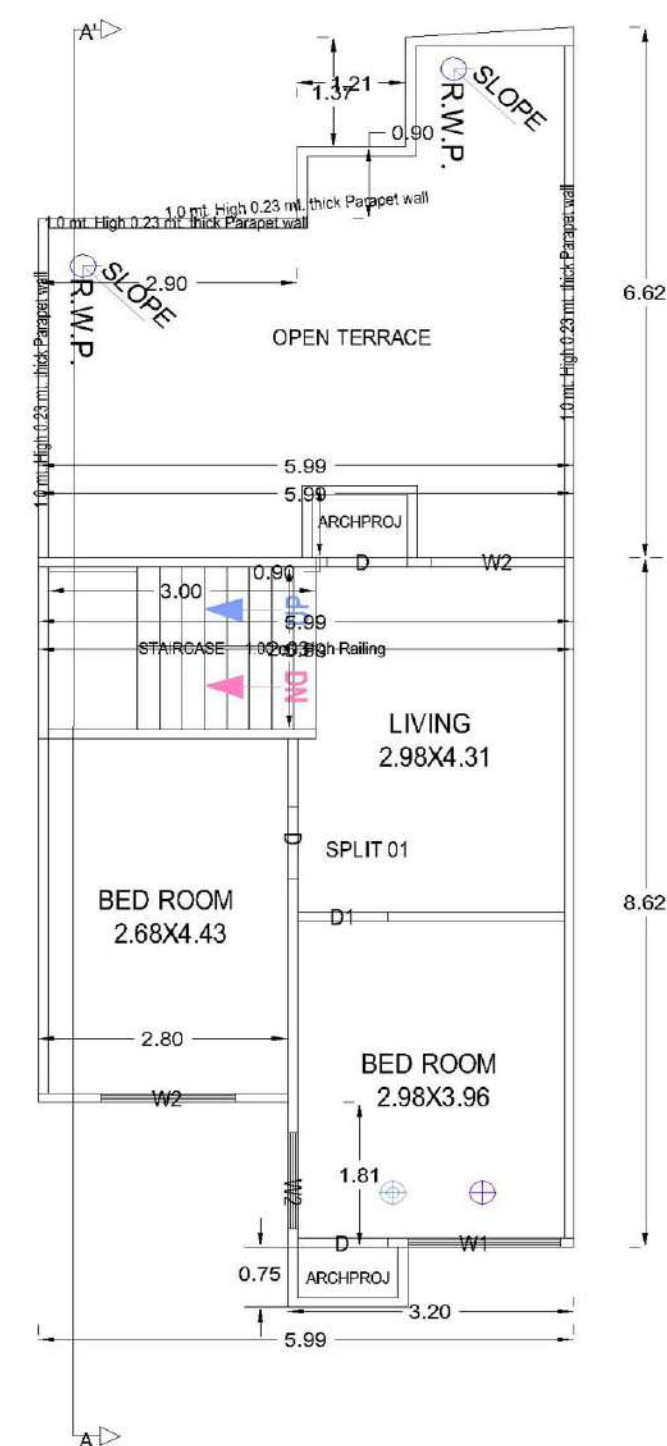 A'
1.21
1.37
SLOPE
R.W.P.
0.90
1.0 mt. High 0.23 mt. thick Parapet wall
1.0 mt. High 0.23 mt. thick Parapet wall
SLOPE
R.W.P.
2.90
1.0 mt. High 0.23 mt. thick Parapet wall
1.0 mt. High 0.23 mt. thick Parapet wall
6.62
OPEN TERRACE
5.99
5.99
ARCHPROJ
D
W2
0.90
3.00
UP
5.99
STAIRCASE
High Railing
DN
LIVING
2.98X4.31
D
SPLIT 01
BED ROOM
2.68X4.43
D1
8.62
2.80
BED ROOM
2.98X3.96
W2
1.81
W2
D
W1
0.75
ARCHPROJ
3.20
5.99
A